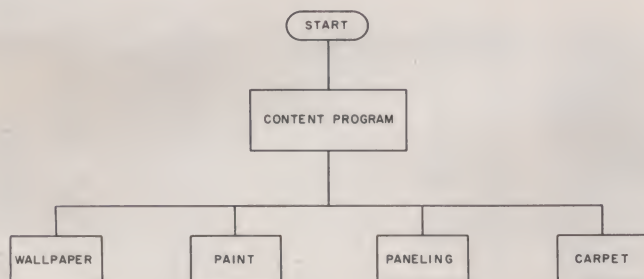 START
CONTENT PROGRAM
WALLPAPER
PAINT
PANELING
CARPET